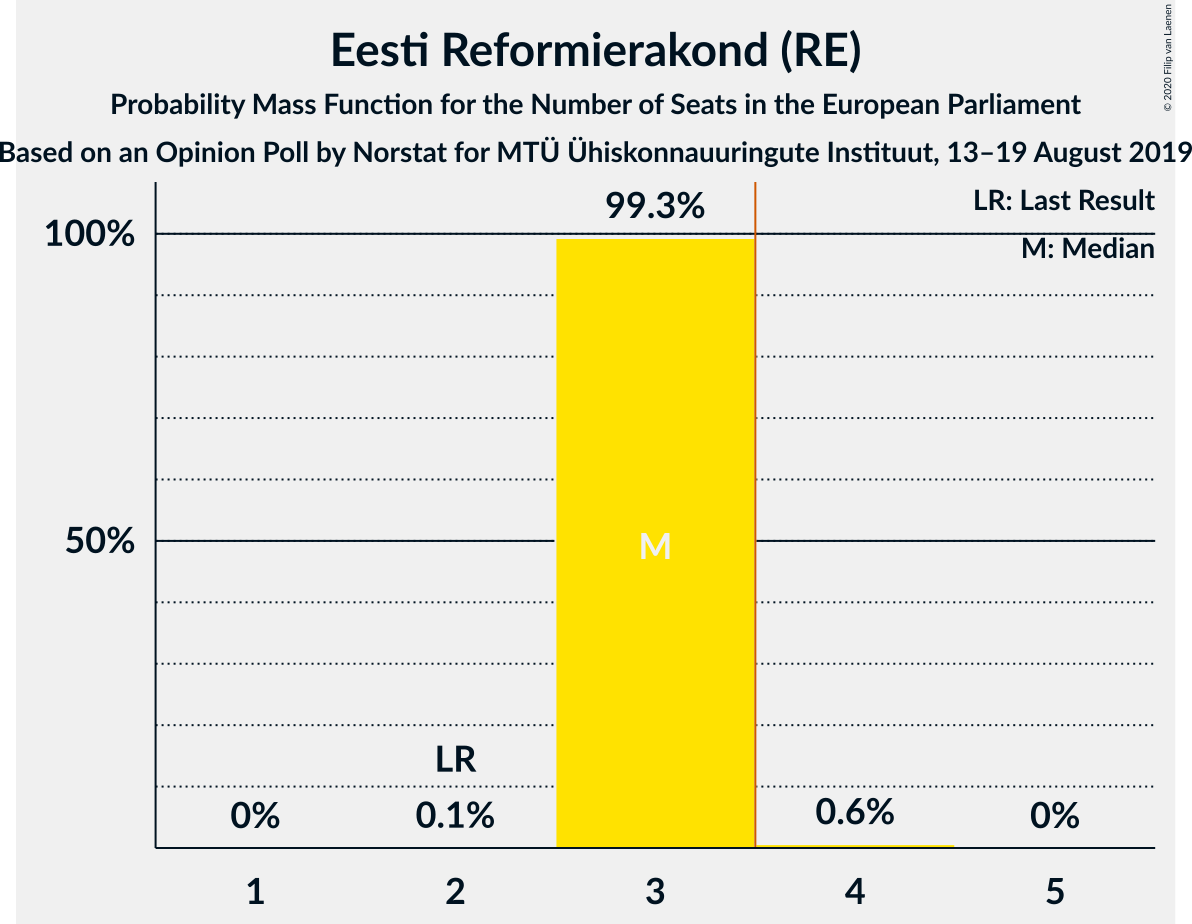 Eesti Reformierakond (RE)
Probability Mass Function for the Number of Seats in the European Parliament
Based on an Opinion Poll by Norstat for MTÜ Ühiskonnauuringute Instituut, 13–19 August 2019
© 2020 Filip van Laenen
LR: Last Result
M: Median
99.3%
100%
50%
M
LR
0%
0.1%
0.6%
0%
1
2
3
4
5